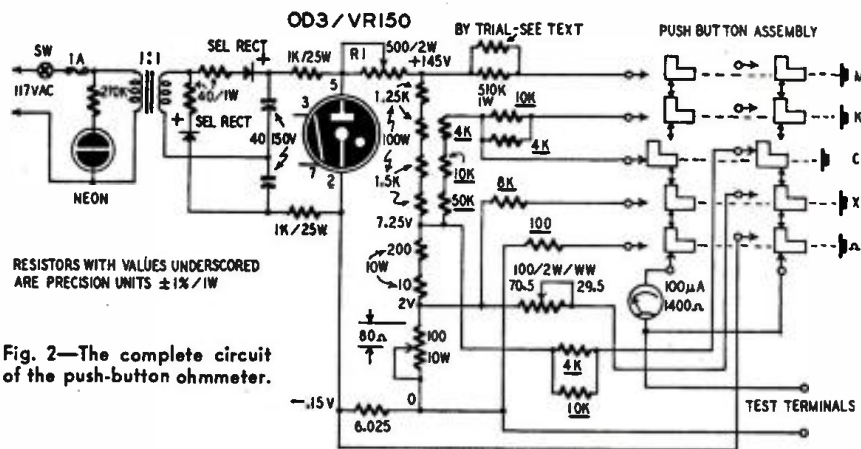 OD3/VR150
BY TRIAL-SEE TEXT
PUSH BUTTON ASSEMBLY
SW
1A
1:1
SEL RECT
+
1K/25W
5
R1
500/2W
+145V
M
117VAC
270K
40/1W
3
1.25K
510K
1W
10K
K
SEL RECT
+
40
150V
100W
4K
4K
C
7
2
1.5K
10K
8K
X
NEON
50K
1K/25W
7.25V
100
Ω
RESISTORS WITH VALUES UNDERSCORED
ARE PRECISION UNITS ±1%/1W
200
10W
10
100/2W/WW
70.5
29.5
100μA
1400Ω
2V
80Ω
100
10W
Fig. 2—The complete circuit
of the push-button ohmmeter.
4K
-.15V
0
10K
TEST TERMINALS
6.025